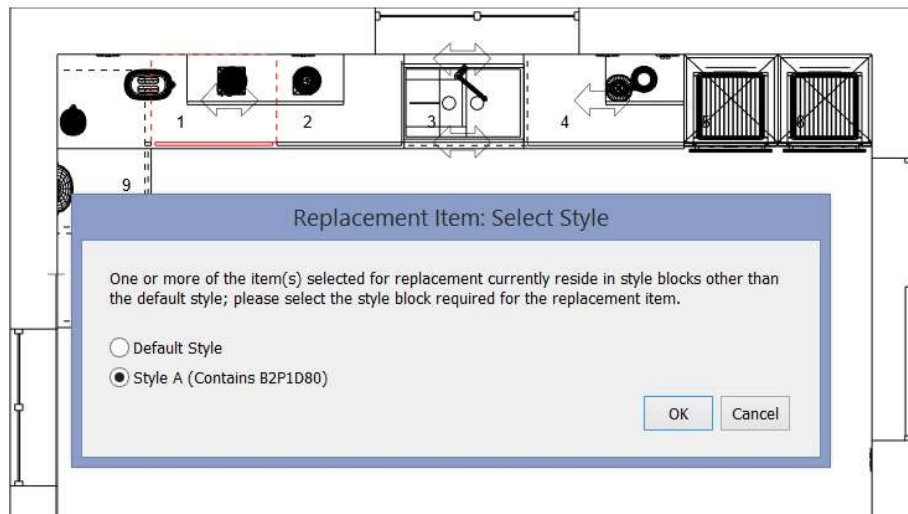 1
2
3
4
5
6
9
Replacement Item: Select Style
One or more of the item(s) selected for replacement currently reside in style blocks other than
the default style; please select the style block required for the replacement item.
Default Style
Style A (Contains B2P1D80)
OK
Cancel